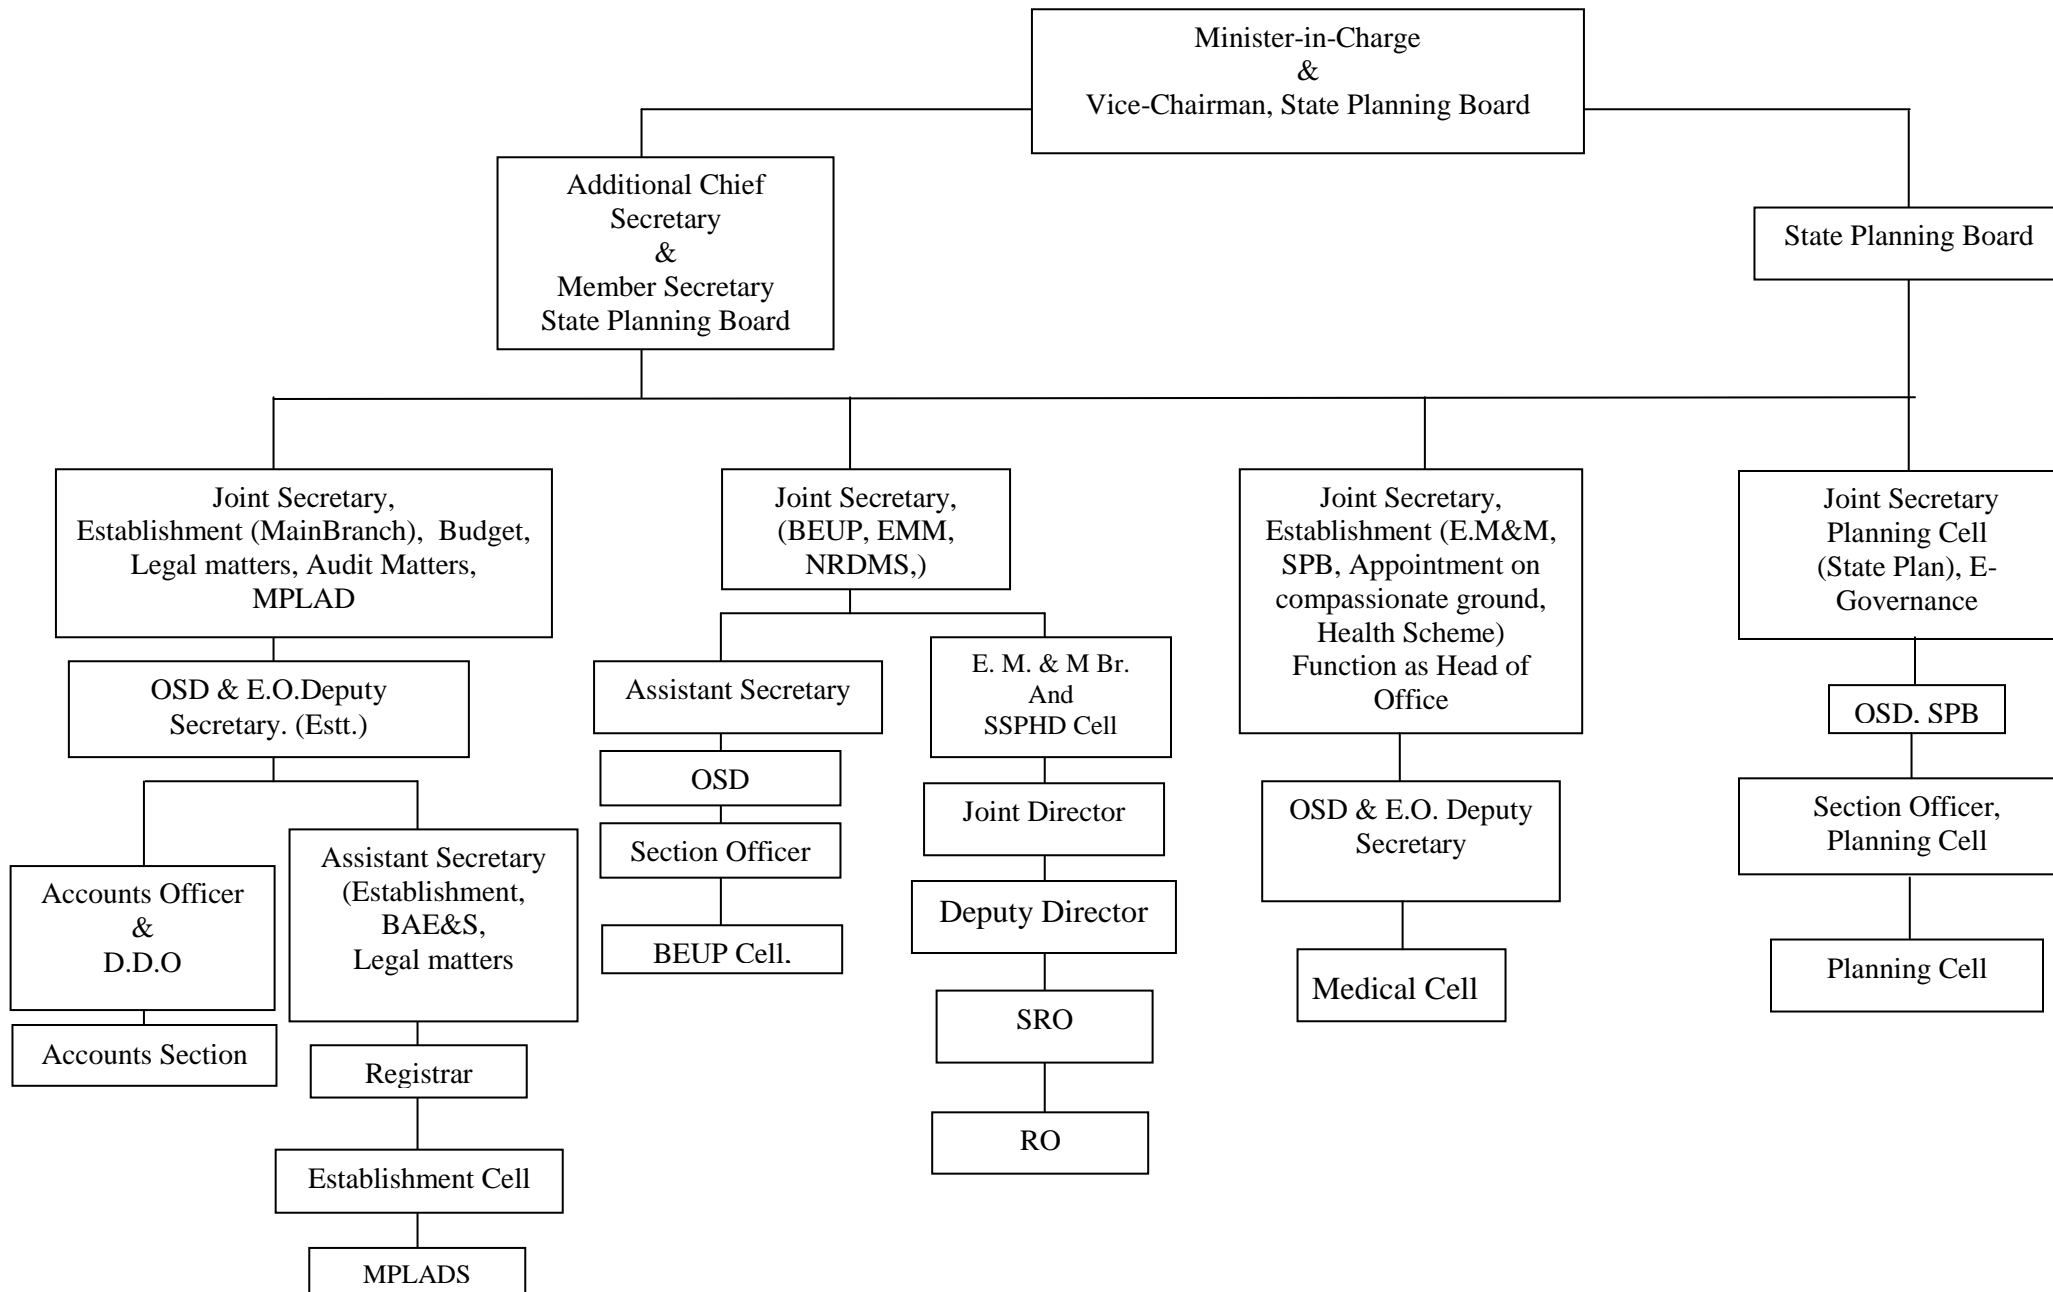 Minister-in-Charge
&
Vice-Chairman, State Planning Board
Additional Chief
Secretary
&
Member Secretary
State Planning Board
State Planning Board
Joint Secretary,
Establishment (MainBranch), Budget,
Legal matters, Audit Matters,
MPLAD
Joint Secretary,
(BEUP, EMM,
NRDMS,)
Joint Secretary,
Establishment (E.M&M,
SPB, Appointment on
compassionate ground,
Health Scheme)
Function as Head of
Office
Joint Secretary
Planning Cell
(State Plan), E-
Governance
OSD & E.O.Deputy
Secretary. (Estt.)
Assistant Secretary
E. M. & M Br.
And
SSPHD Cell
OSD, SPB
OSD
Joint Director
OSD & E.O. Deputy
Secretary
Section Officer,
Planning Cell
Accounts Officer
&
D.D.O
Assistant Secretary
(Establishment,
BAE&S,
Legal matters
Section Officer
Deputy Director
BEUP Cell.
Medical Cell
Planning Cell
Accounts Section
SRO
Registrar
RO
Establishment Cell
MPLADS